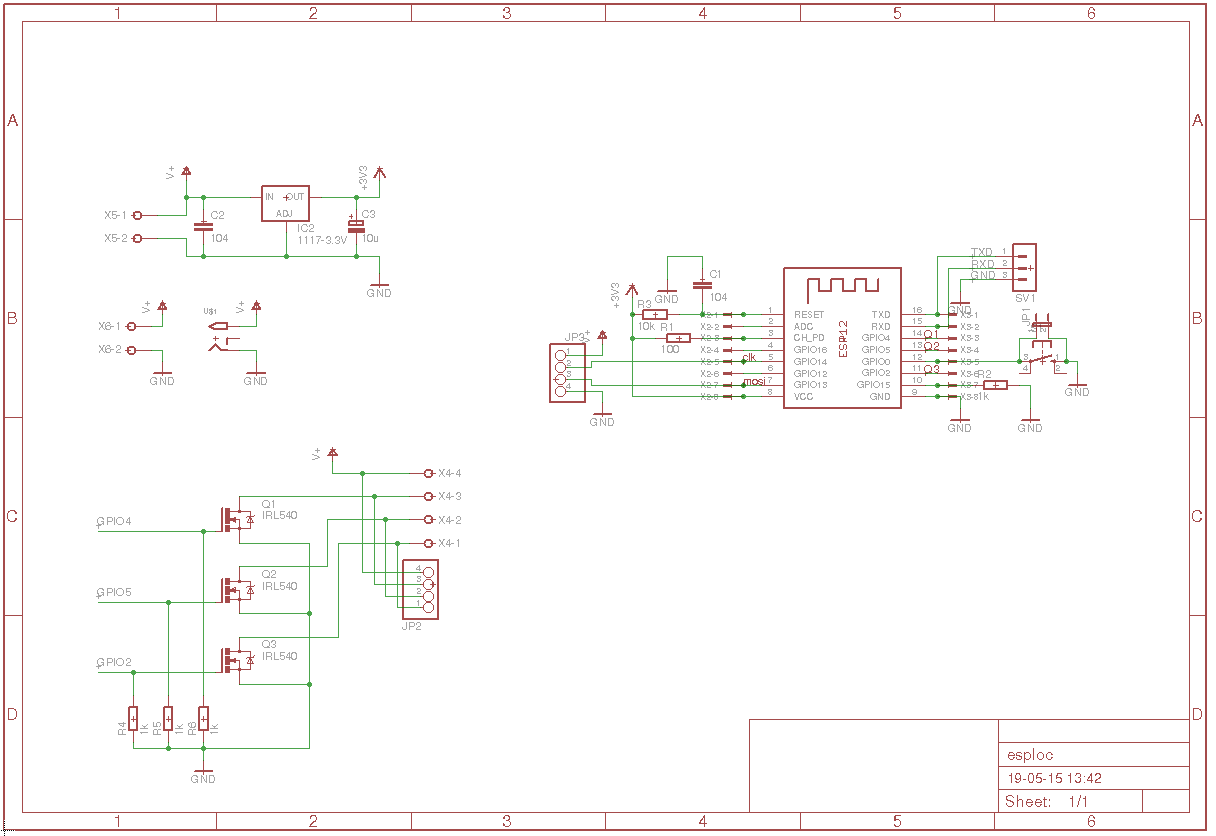 1 2 3 4 5 6
A A
V+
+3V3
X5-1
X5-2
C2
104
IN OUT
ADJ
IC2
1117-3.3V
C3
10u
GND
B B
V+ V+
X6-1
X6-2
GND GND
+3V3
GND
C1
104
R3
10k
R1
100
JP3
V+
1
2
3
4
GND
X2-1
X2-2
X2-3
X2-4
X2-5
X2-6
X2-7
X2-8
clk
mosi
1 RESET TXD 16
2 ADC RXD 15
3 CH_PD GPIO4 14
4 GPIO16 GPIO5 13
5 GPIO14 GPIO0 12
6 GPIO12 GPIO2 11
7 GPIO13 GPIO15 10
8 VCC GND 9
ESP12
Q1
Q2
Q3
X3-1
X3-2
X3-3
X3-4
X3-6
X3-7
X3-8
TXD 1
RXD 2
GND 3
SV1
GND
JP1
3 1
4 2
R2
1k
GND
GND
GND
C C
V+
X4-4
X4-3
X4-2
X4-1
4
3
2
1
JP2
GPIO4
Q1
IRL540
GPIO5
Q2
IRL540
GPIO2
Q3
IRL540
D D
R4
1k
R5
1k
R6
1k
GND
esploc
19-05-15 13:42
Sheet: 1/1
1 2 3 4 5 6